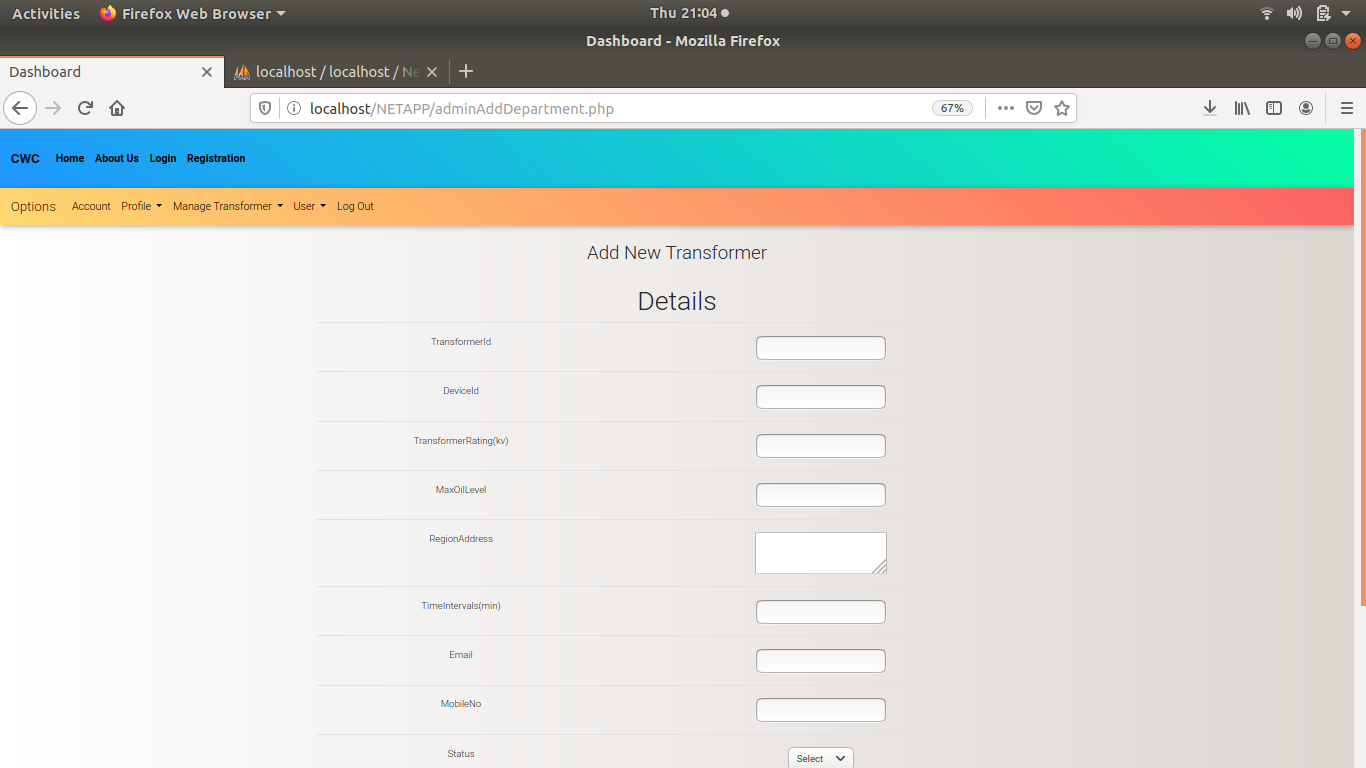 Activities Firefox Web Browser Thu 21:04
Dashboard - Mozilla Firefox
Dashboard localhost / localhost / Ne
localhost/NETAPP/adminAddDepartment.php 67%
CWC Home About Us Login Registration
Options Account Profile Manage Transformer User Log Out
Add New Transformer
Details
TransformerId
DeviceId
TransformerRating(kv)
MaxOilLevel
RegionAddress
TimeIntervals(min)
Email
MobileNo
Status Select